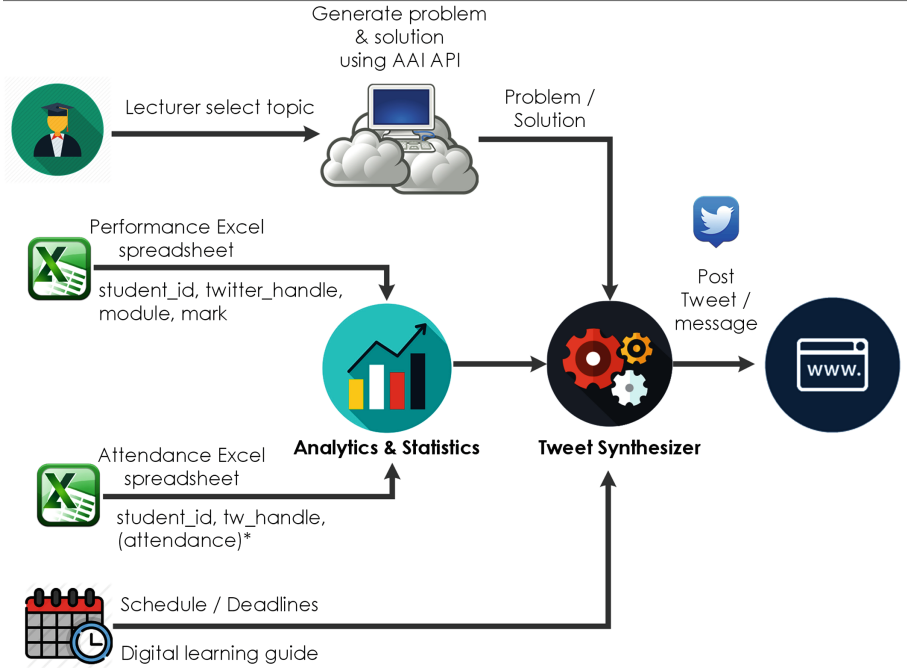 Generate problem
& solution
using AAI API
Lecturer select topic
Problem /
Solution
Performance Excel
spreadsheet
student_id, twitter_handle,
module, mark
Post
Tweet /
message
www.
Analytics & Statistics
Tweet Synthesizer
Attendance Excel
spreadsheet
student_id, tw_handle,
(attendance)*
Schedule / Deadlines
Digital learning guide